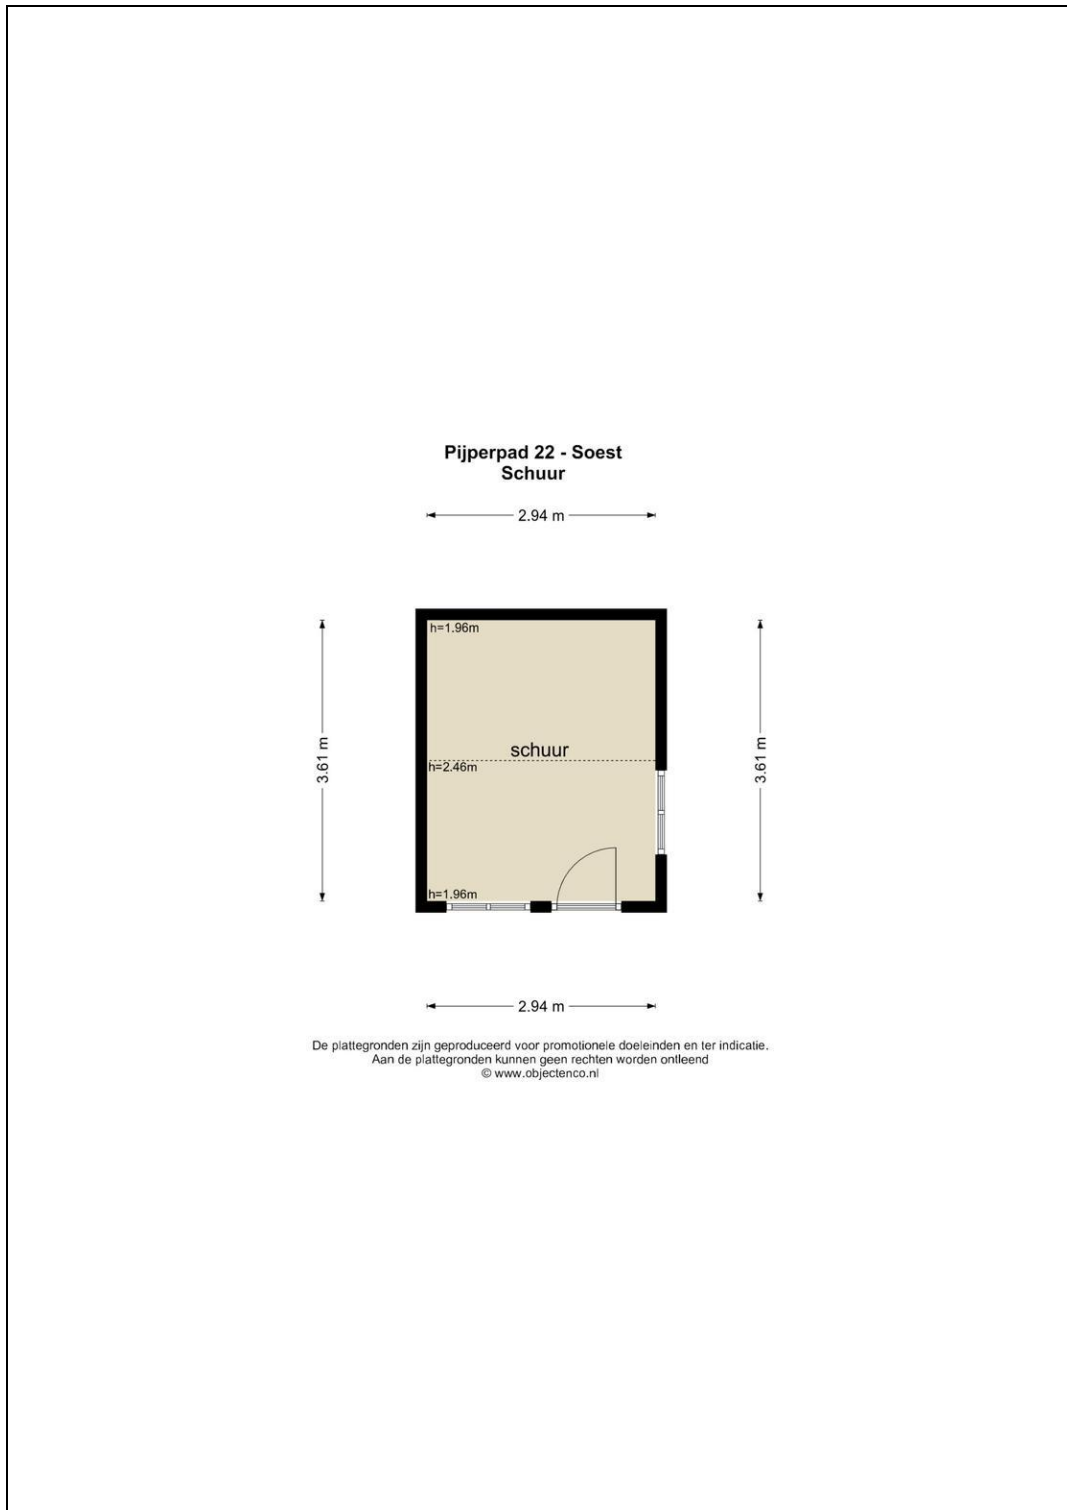 Pijperpad 22 - Soest
Schuur
2.94 m
h=1.96m
3.61 m
3.61 m
schuur
h=2.46m
h=1.96m
2.94 m
De plattegronden zijn geproduceerd voor promotionele doeleinden en ter indicatie.
Aan de plattegronden kunnen geen rechten worden ontleend
© www.objectenco.nl